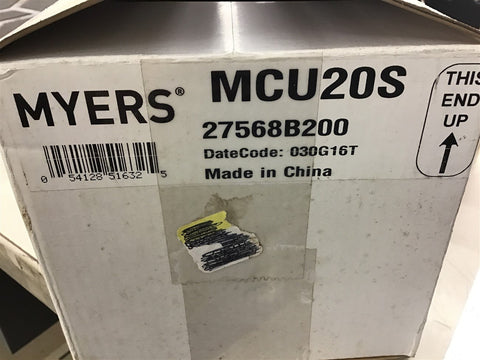 MYERS® MCU20S
27568B200
DateCode: 030G16T
Made in China
0 54128 51632 5
THIS
END
UP